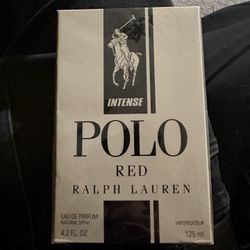 INTENSE
POLO
RED
RALPH LAUREN
EAU DE PARFUM VAPORISATEUR
NATURAL SPRAY
4.2 FL. OZ 125 ml